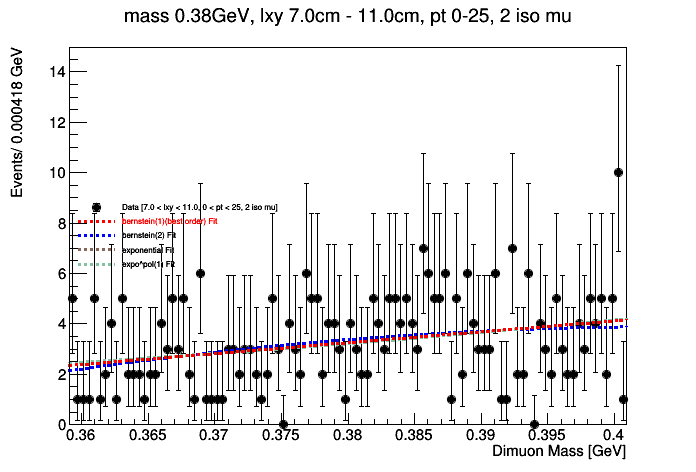 mass 0.38GeV, lxy 7.0cm - 11.0cm, pt 0-25, 2 iso mu
Events/ 0.000418 GeV
14
12
10
8
6
4
2
0
Data [7.0 < lxy < 11.0, 0 < pt < 25, 2 iso mu]
bernstein(1)(best order) Fit
bernstein(2) Fit
exponential Fit
expo*pol(1) Fit
0.36 0.365 0.37 0.375 0.38 0.385 0.39 0.395 0.4
Dimuon Mass [GeV]